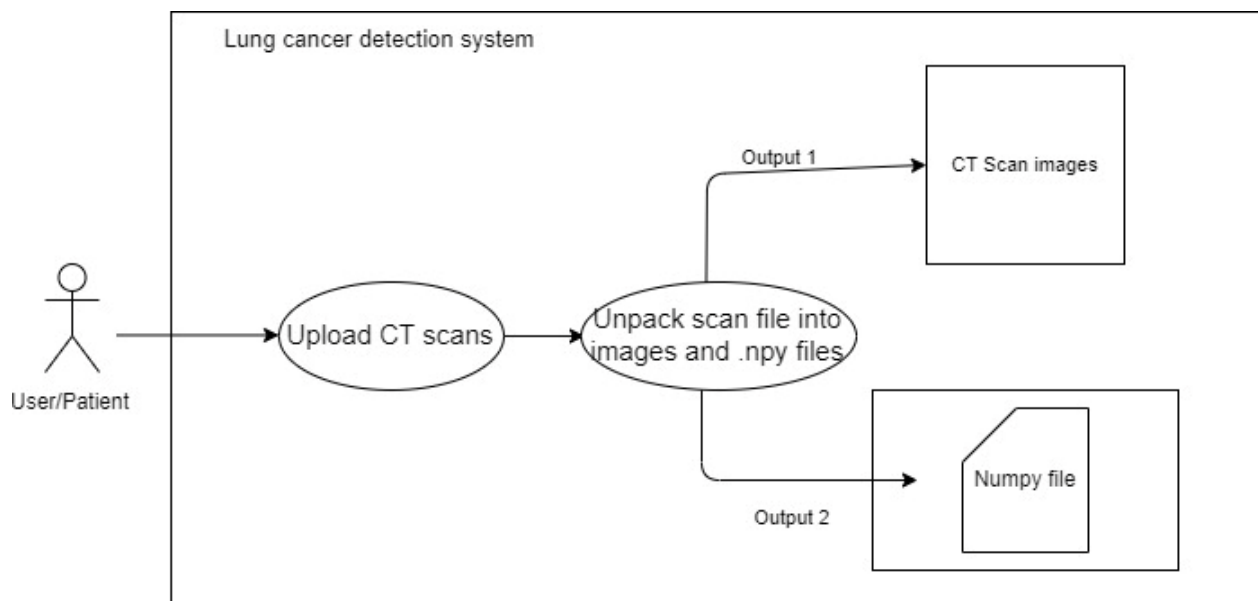 Lung cancer detection system
Output 1
CT Scan images
Upload CT scans
Unpack scan file into
images and .npy files
User/Patient
Numpy file
Output 2